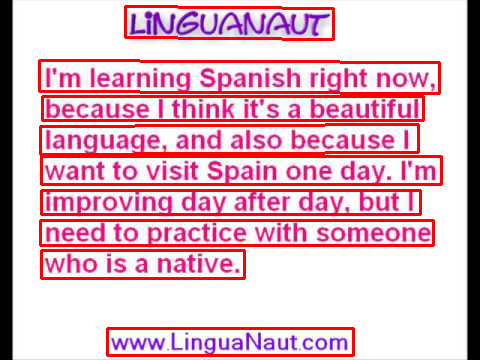 LiNGUANAUT
I'm learning Spanish right now,
because I think it's a beautiful
language, and also because I
want to visit Spain one day. I'm
improving day after day, but I
need to practice with someone
who is a native.
www.LinguaNaut.com